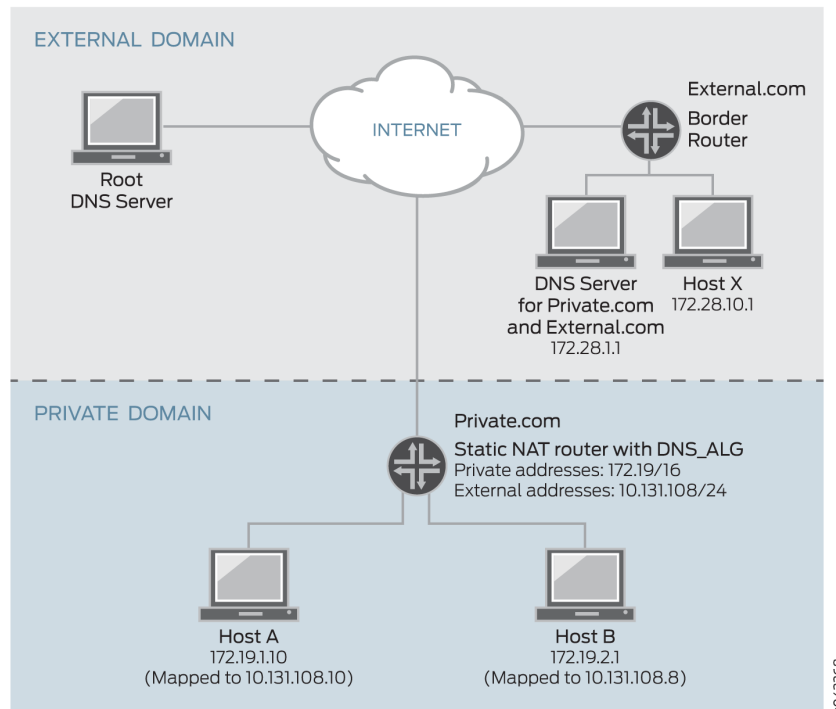 EXTERNAL DOMAIN
INTERNET
External.com
Border
Router
Root
DNS Server
DNS Server
for Private.com
and External.com
172.28.1.1
Host X
172.28.10.1
PRIVATE DOMAIN
Private.com
Static NAT router with DNS_ALG
Private addresses: 172.19/16
External addresses: 10.131.108/24
Host A
172.19.1.10
(Mapped to 10.131.108.10)
Host B
172.19.2.1
(Mapped to 10.131.108.8)